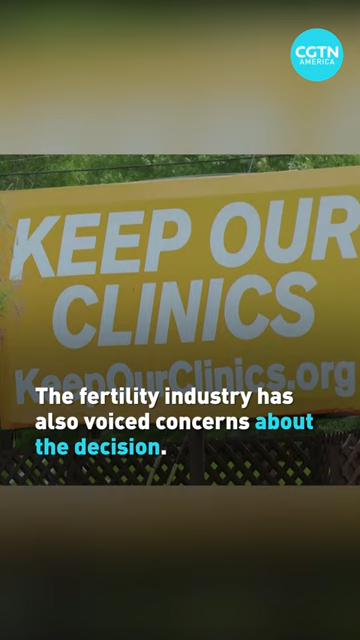 CGTN
AMERICA
KEEP OUR
CLINICS
KeepOurClinics.org
The fertility industry has
also voiced concerns about
the decision.